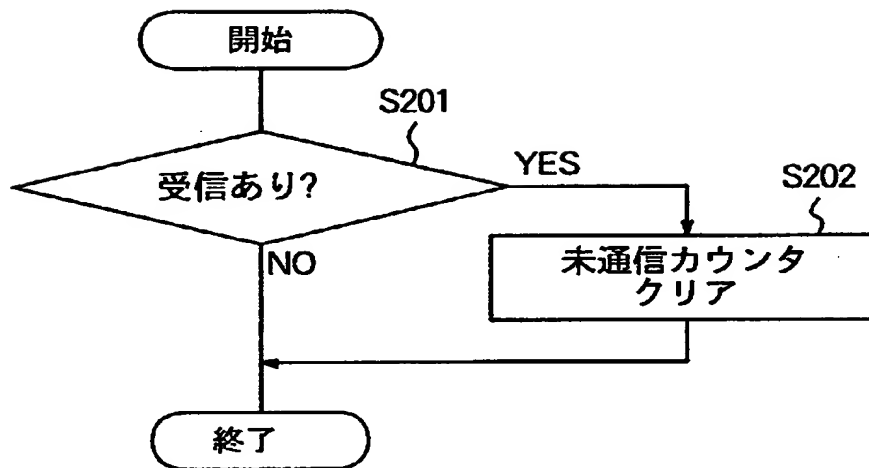 開始
S201
受信あり?
YES
S202
NO
未通信カウンタ
クリア
終了